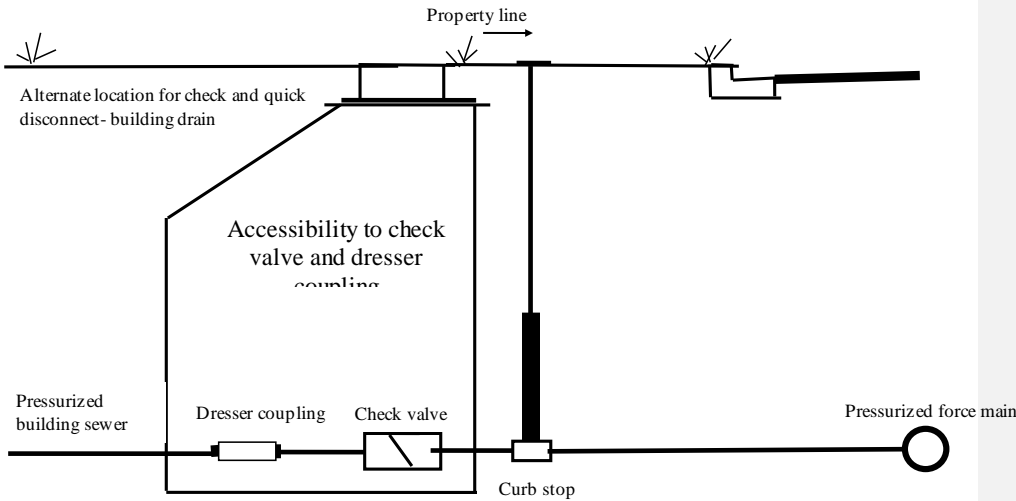 Property line
Alternate location for check and quick
disconnect- building drain
Accessibility to check
valve and dresser
coupling
Pressurized
building sewer
Dresser coupling
Check valve
Pressurized force main
Curb stop